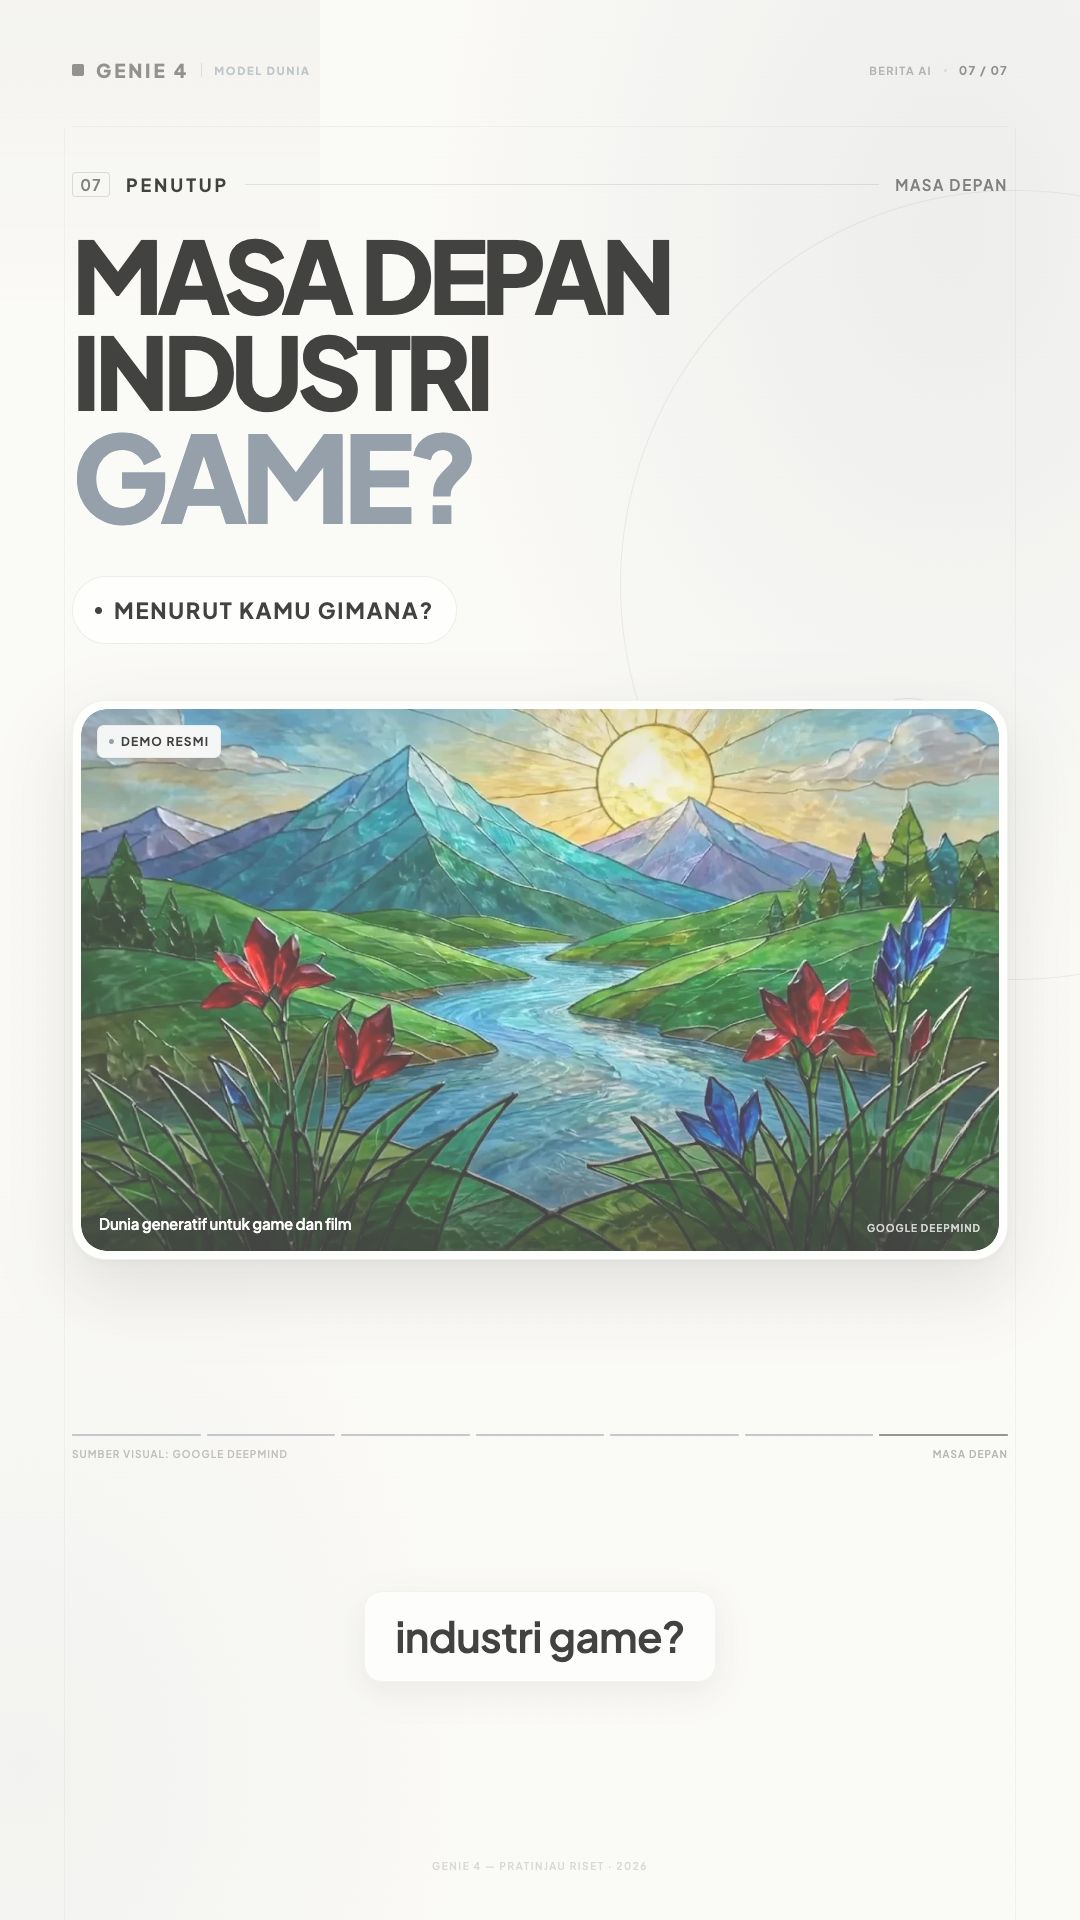 GENIE 4 | MODEL DUNIA
BERITA AI · 07 / 07
07 PENUTUP
MASA DEPAN
MASA DEPAN
INDUSTRI
GAME?
• MENURUT KAMU GIMANA?
• DEMO RESMI
Dunia generatif untuk game dan film
GOOGLE DEEPMIND
SUMBER VISUAL: GOOGLE DEEPMIND
MASA DEPAN
industri game?
GENIE 4 — PRATINJAU RISET · 2026